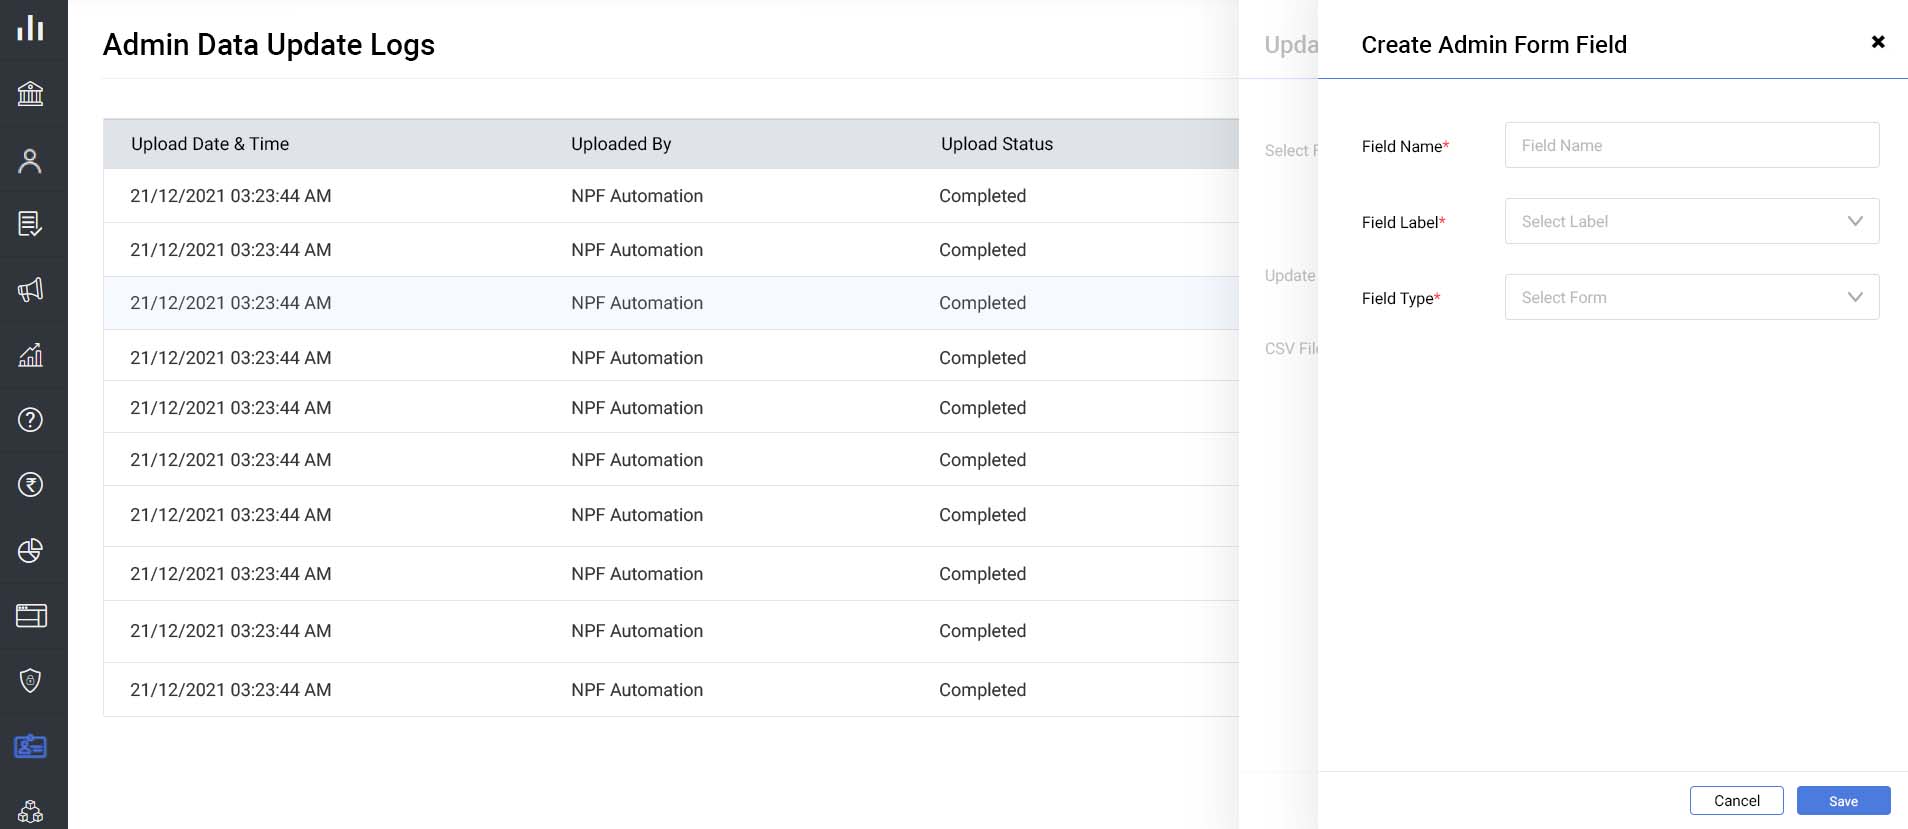 Admin Data Update Logs
Upload Date & Time Uploaded By Upload Status
21/12/2021 03:23:44 AM NPF Automation Completed
21/12/2021 03:23:44 AM NPF Automation Completed
21/12/2021 03:23:44 AM NPF Automation Completed
21/12/2021 03:23:44 AM NPF Automation Completed
21/12/2021 03:23:44 AM NPF Automation Completed
21/12/2021 03:23:44 AM NPF Automation Completed
21/12/2021 03:23:44 AM NPF Automation Completed
21/12/2021 03:23:44 AM NPF Automation Completed
21/12/2021 03:23:44 AM NPF Automation Completed
21/12/2021 03:23:44 AM NPF Automation Completed
Select
Update
CSV
Create Admin Form Field
Field Name* Field Name
Field Label* Select Label
Field Type* Select Form
Cancel Save